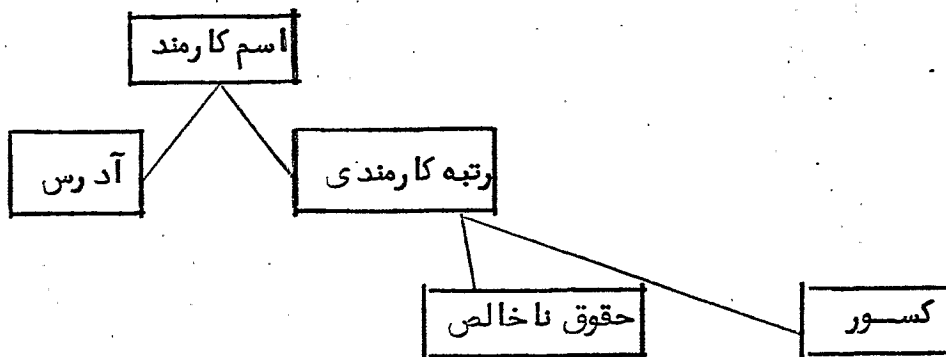 اسم کارمند
رتبه کارمندی
آدرس
کسور
حقوق ناخالص